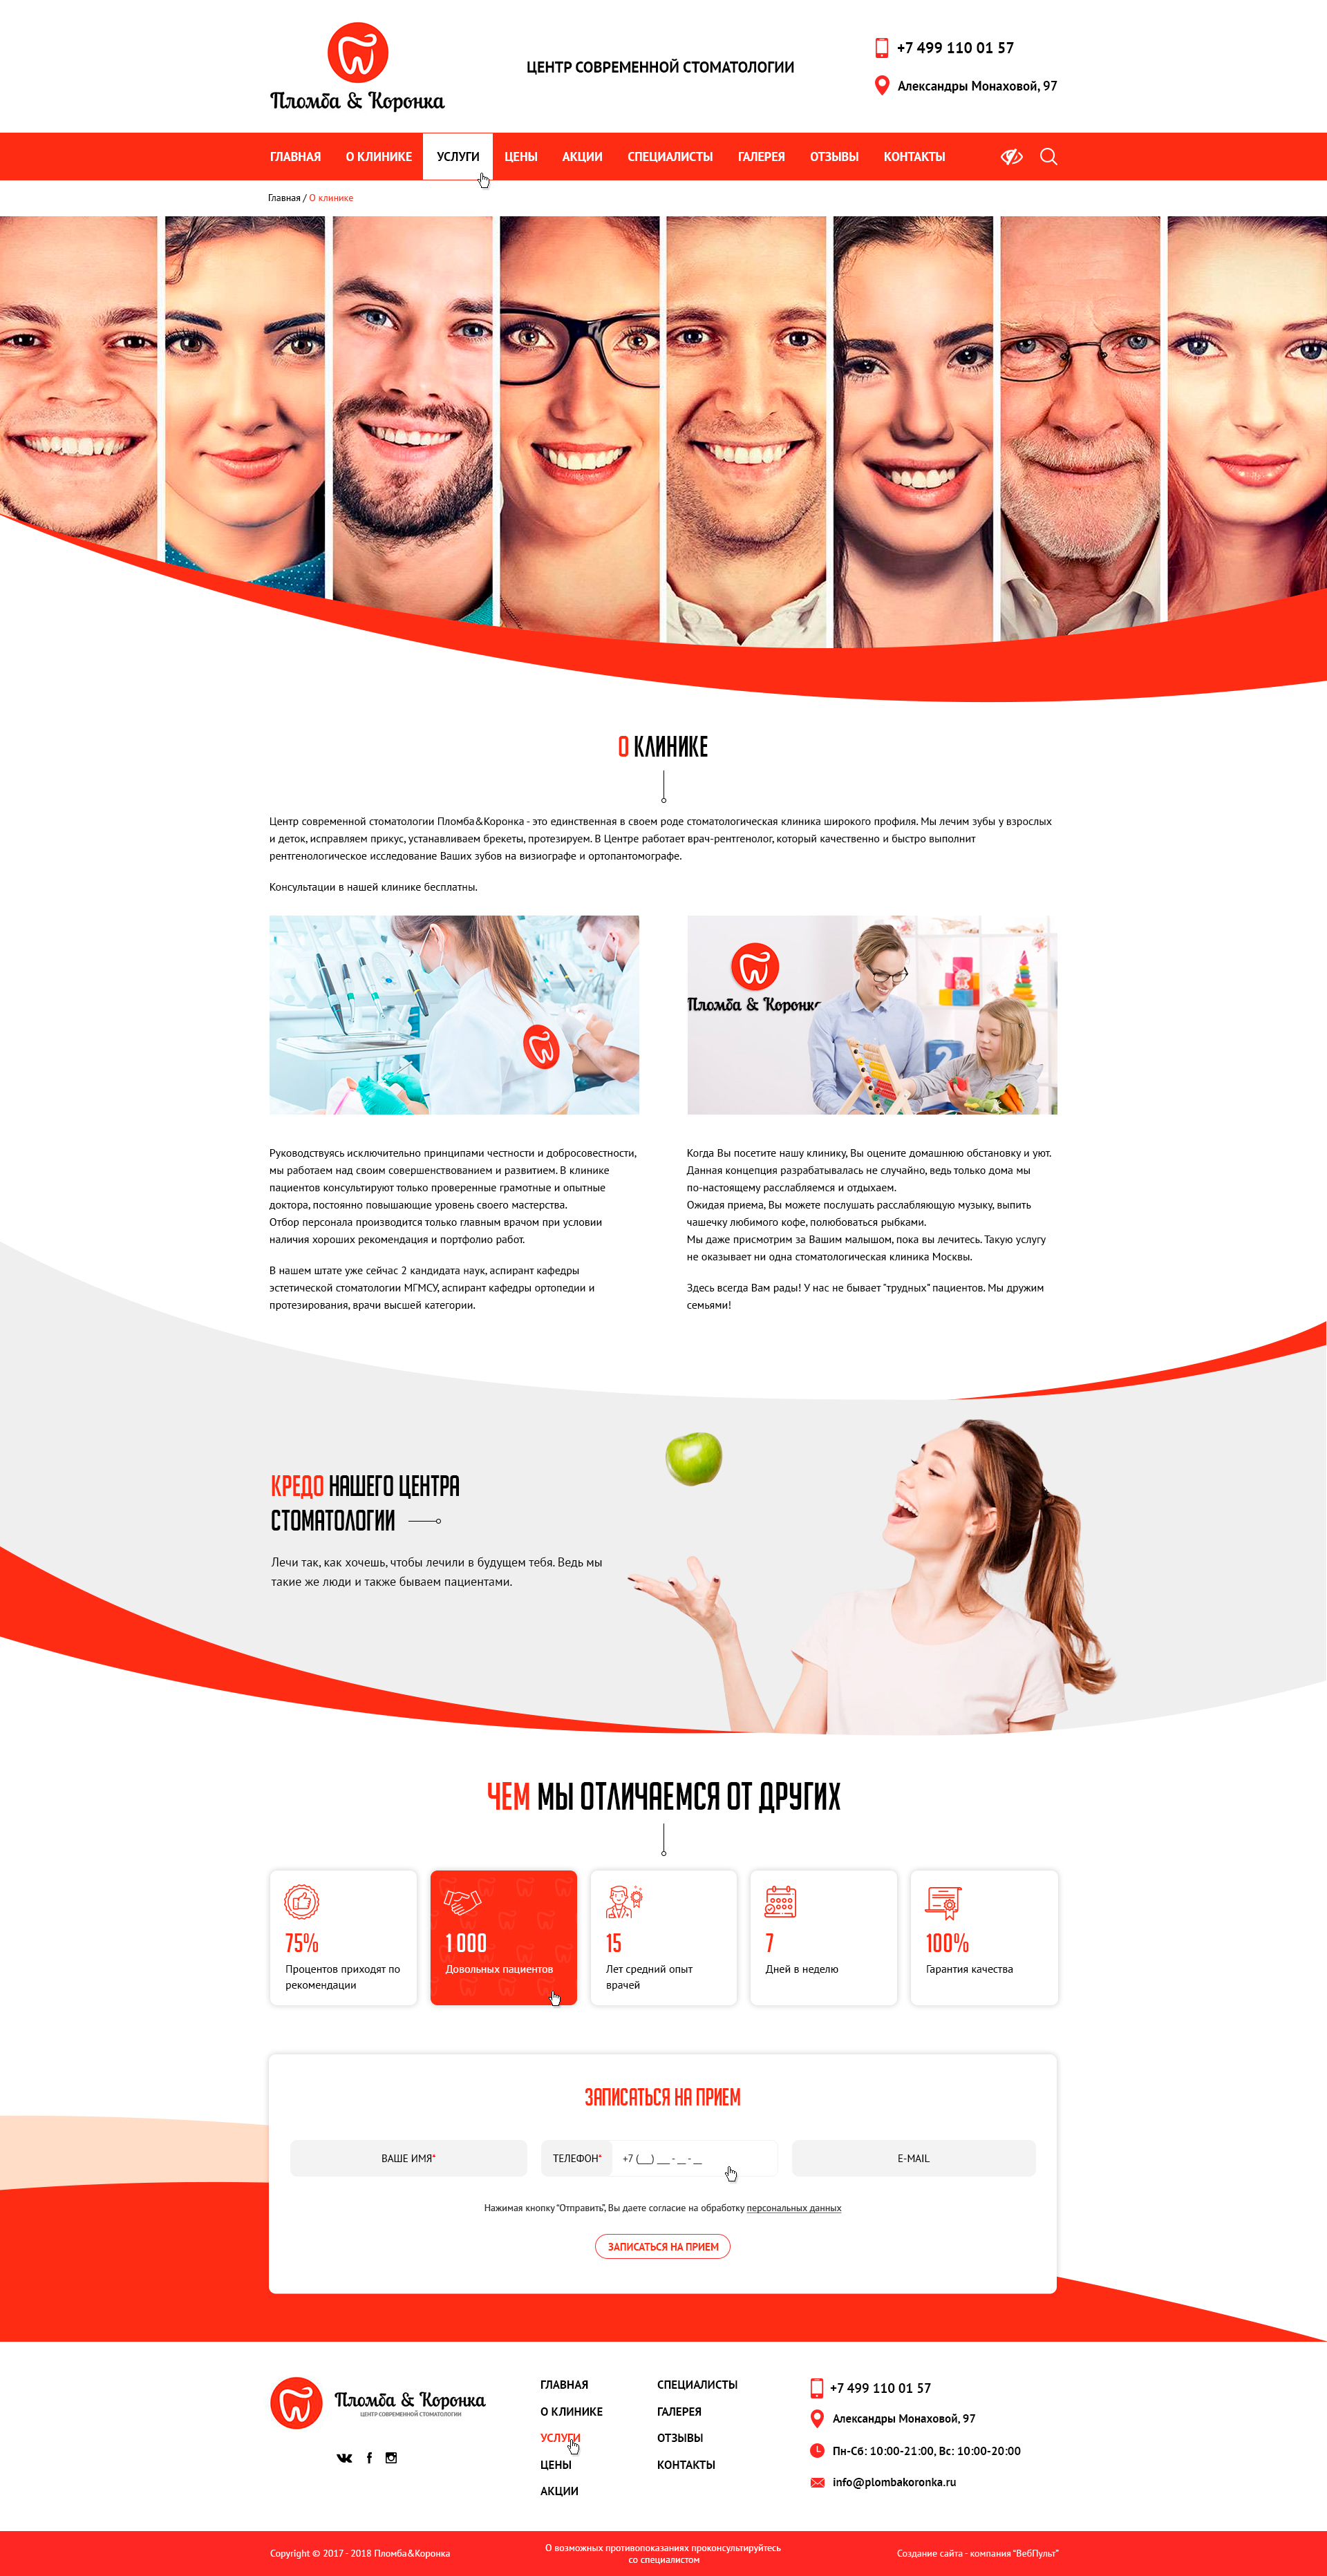 Пломба & Коронка
ЦЕНТР СОВРЕМЕННОЙ СТОМАТОЛОГИИ
+7 499 110 01 57
Александры Монаховой, 97
ГЛАВНАЯ О КЛИНИКЕ УСЛУГИ ЦЕНЫ АКЦИИ СПЕЦИАЛИСТЫ ГАЛЕРЕЯ ОТЗЫВЫ КОНТАКТЫ
Главная / О клинике
О КЛИНИКЕ
Центр современной стоматологии Пломба&Коронка - это единственная в своем роде стоматологическая клиника широкого профиля. Мы лечим зубы у взрослых
и деток, исправляем прикус, устанавливаем брекеты, протезируем. В Центре работает врач-рентгенолог, который качественно и быстро выполнит
рентгенологическое исследование Ваших зубов на визиографе и ортопантомографе.
Консультации в нашей клинике бесплатны.
Пломба & Коронка
2
Руководствуясь исключительно принципами честности и добросовестности,
мы работаем над своим совершенствованием и развитием. В клинике
пациентов консультируют только проверенные грамотные и опытные
доктора, постоянно повышающие уровень своего мастерства.
Отбор персонала производится только главным врачом при условии
наличия хороших рекомендация и портфолио работ.
В нашем штате уже сейчас 2 кандидата наук, аспирант кафедры
эстетической стоматологии МГМСУ, аспирант кафедры ортопедии и
протезирования, врачи высшей категории.
Когда Вы посетите нашу клинику, Вы оцените домашнюю обстановку и уют.
Данная концепция разрабатывалась не случайно, ведь только дома мы
по-настоящему расслабляемся и отдыхаем.
Ожидая приема, Вы можете послушать расслабляющую музыку, выпить
чашечку любимого кофе, полюбоваться рыбками.
Мы даже присмотрим за Вашим малышом, пока вы лечитесь. Такую услугу
не оказывает ни одна стоматологическая клиника Москвы.
Здесь всегда Вам рады! У нас не бывает "трудных" пациентов. Мы дружим
семьями!
КРЕДО НАШЕГО ЦЕНТРА
СТОМАТОЛОГИИ
Лечи так, как хочешь, чтобы лечили в будущем тебя. Ведь мы
такие же люди и также бываем пациентами.
ЧЕМ МЫ ОТЛИЧАЕМСЯ ОТ ДРУГИХ
75%
Процентов приходят по
рекомендации
1 000
Довольных пациентов
15
Лет средний опыт
врачей
7
Дней в неделю
100%
Гарантия качества
ЗАПИСАТЬСЯ НА ПРИЕМ
ВАШЕ ИМЯ*
ТЕЛЕФОН* +7 (__) __ - _ - _
E-MAIL
Нажимая кнопку "Отправить", Вы даете согласие на обработку персональных данных
ЗАПИСАТЬСЯ НА ПРИЕМ
Пломба & Коронка
ЦЕНТР СОВРЕМЕННОЙ СТОМАТОЛОГИИ
ГЛАВНАЯ
О КЛИНИКЕ
УСЛУГИ
ЦЕНЫ
АКЦИИ
СПЕЦИАЛИСТЫ
ГАЛЕРЕЯ
ОТЗЫВЫ
КОНТАКТЫ
+7 499 110 01 57
Александры Монаховой, 97
Пн-Сб: 10:00-21:00, Вс: 10:00-20:00
info@plombakoronka.ru
Copyright © 2017 - 2018 Пломба&Коронка
О возможных противопоказаниях проконсультируйтесь
со специалистом
Создание сайта - компания "ВебПульт"